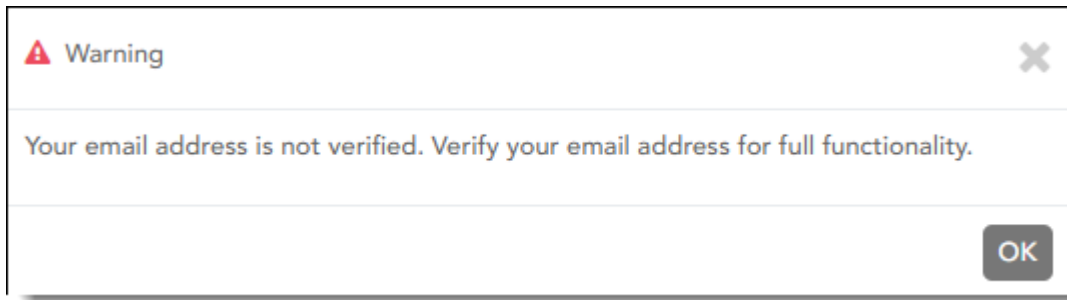 Warning
Your email address is not verified. Verify your email address for full functionality.
OK